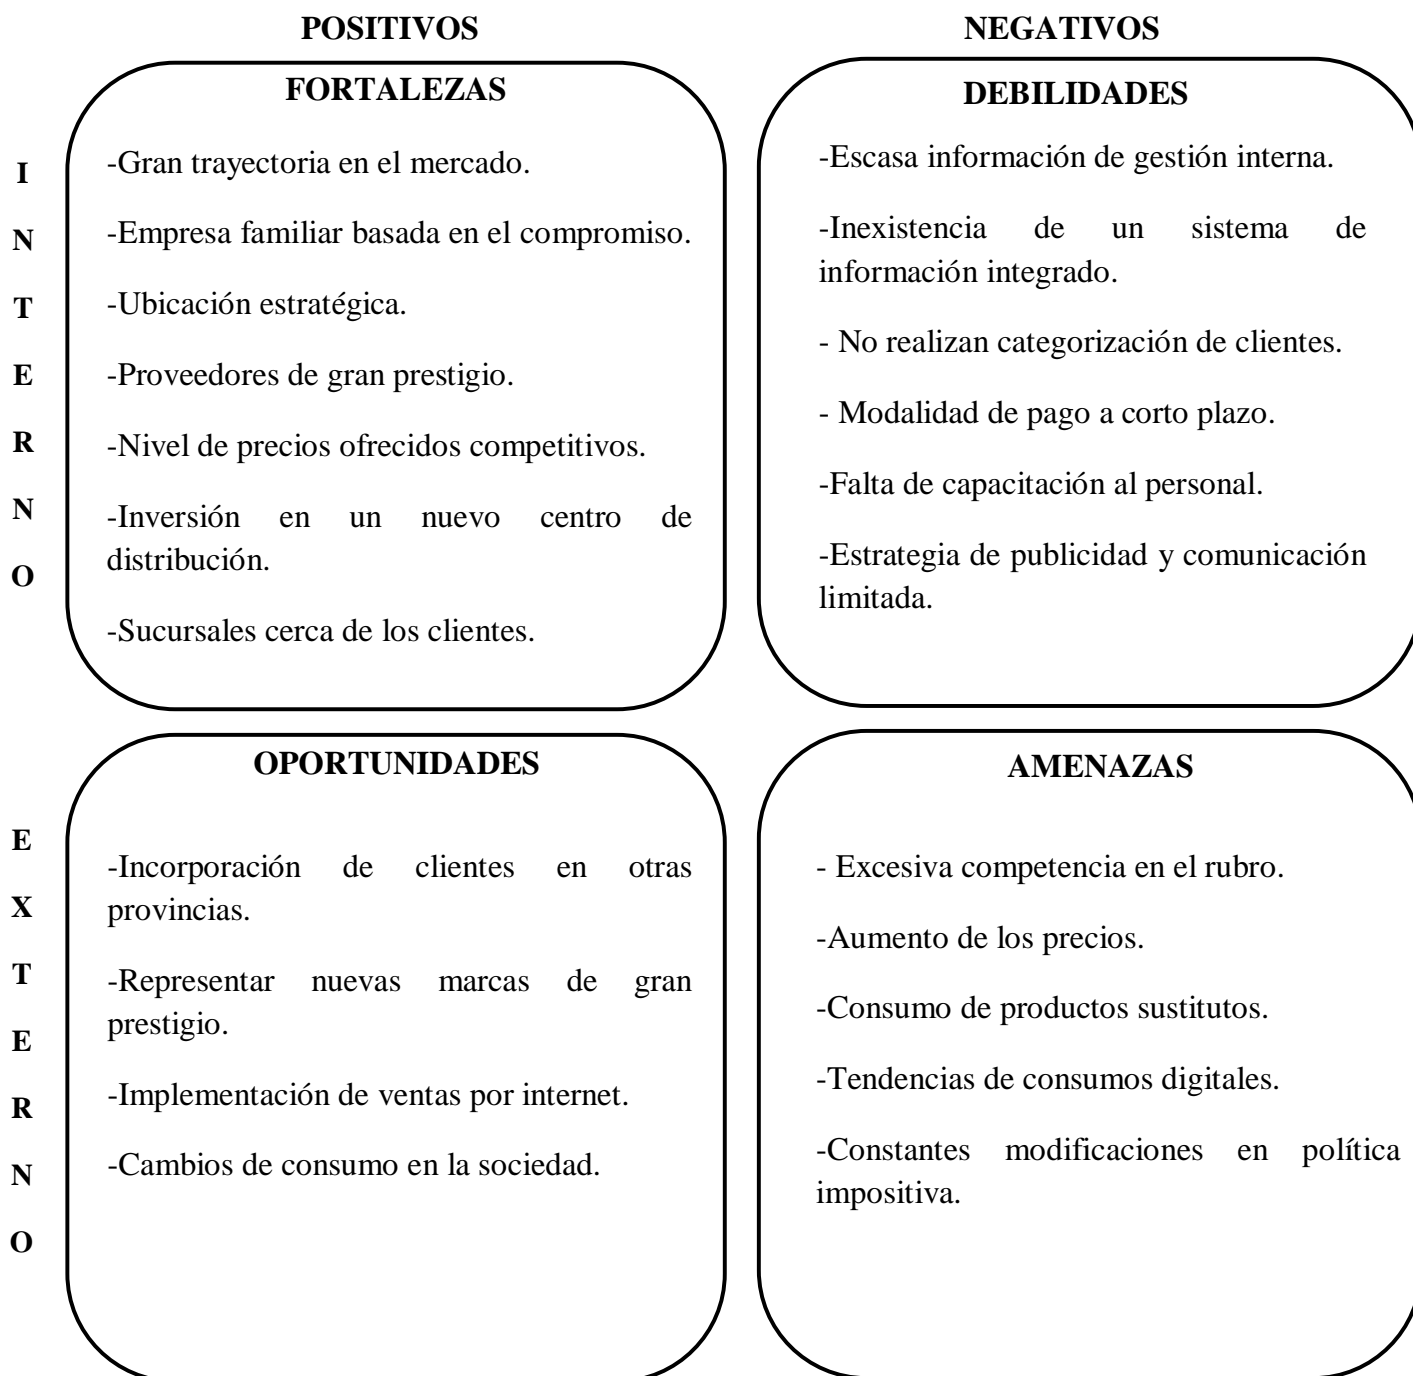 POSITIVOS
NEGATIVOS
FORTALEZAS
-Gran trayectoria en el mercado.
-Empresa familiar basada en el compromiso.
-Ubicación estratégica.
-Proveedores de gran prestigio.
-Nivel de precios ofrecidos competitivos.
-Inversión en un nuevo centro de
distribución.
-Sucursales cerca de los clientes.
DEBILIDADES
-Escasa información de gestión interna.
-Inexistencia de un sistema de
información integrado.
- No realizan categorización de clientes.
- Modalidad de pago a corto plazo.
-Falta de capacitación al personal.
-Estrategia de publicidad y comunicación
limitada.
I
N
T
E
R
N
O
OPORTUNIDADES
-Incorporación de clientes en otras
provincias.
-Representar nuevas marcas de gran
prestigio.
-Implementación de ventas por internet.
-Cambios de consumo en la sociedad.
AMENAZAS
- Excesiva competencia en el rubro.
-Aumento de los precios.
-Consumo de productos sustitutos.
-Tendencias de consumos digitales.
-Constantes modificaciones en política
impositiva.
E
X
T
E
R
N
O